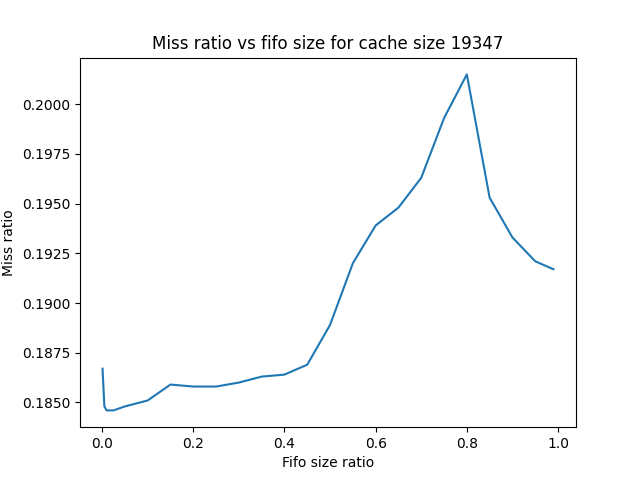 Miss ratio vs fifo size for cache size 19347
0.2000
0.1975
0.1950
0.1925
0.1900
0.1875
0.1850
Miss ratio
0.0 0.2 0.4 0.6 0.8 1.0
Fifo size ratio